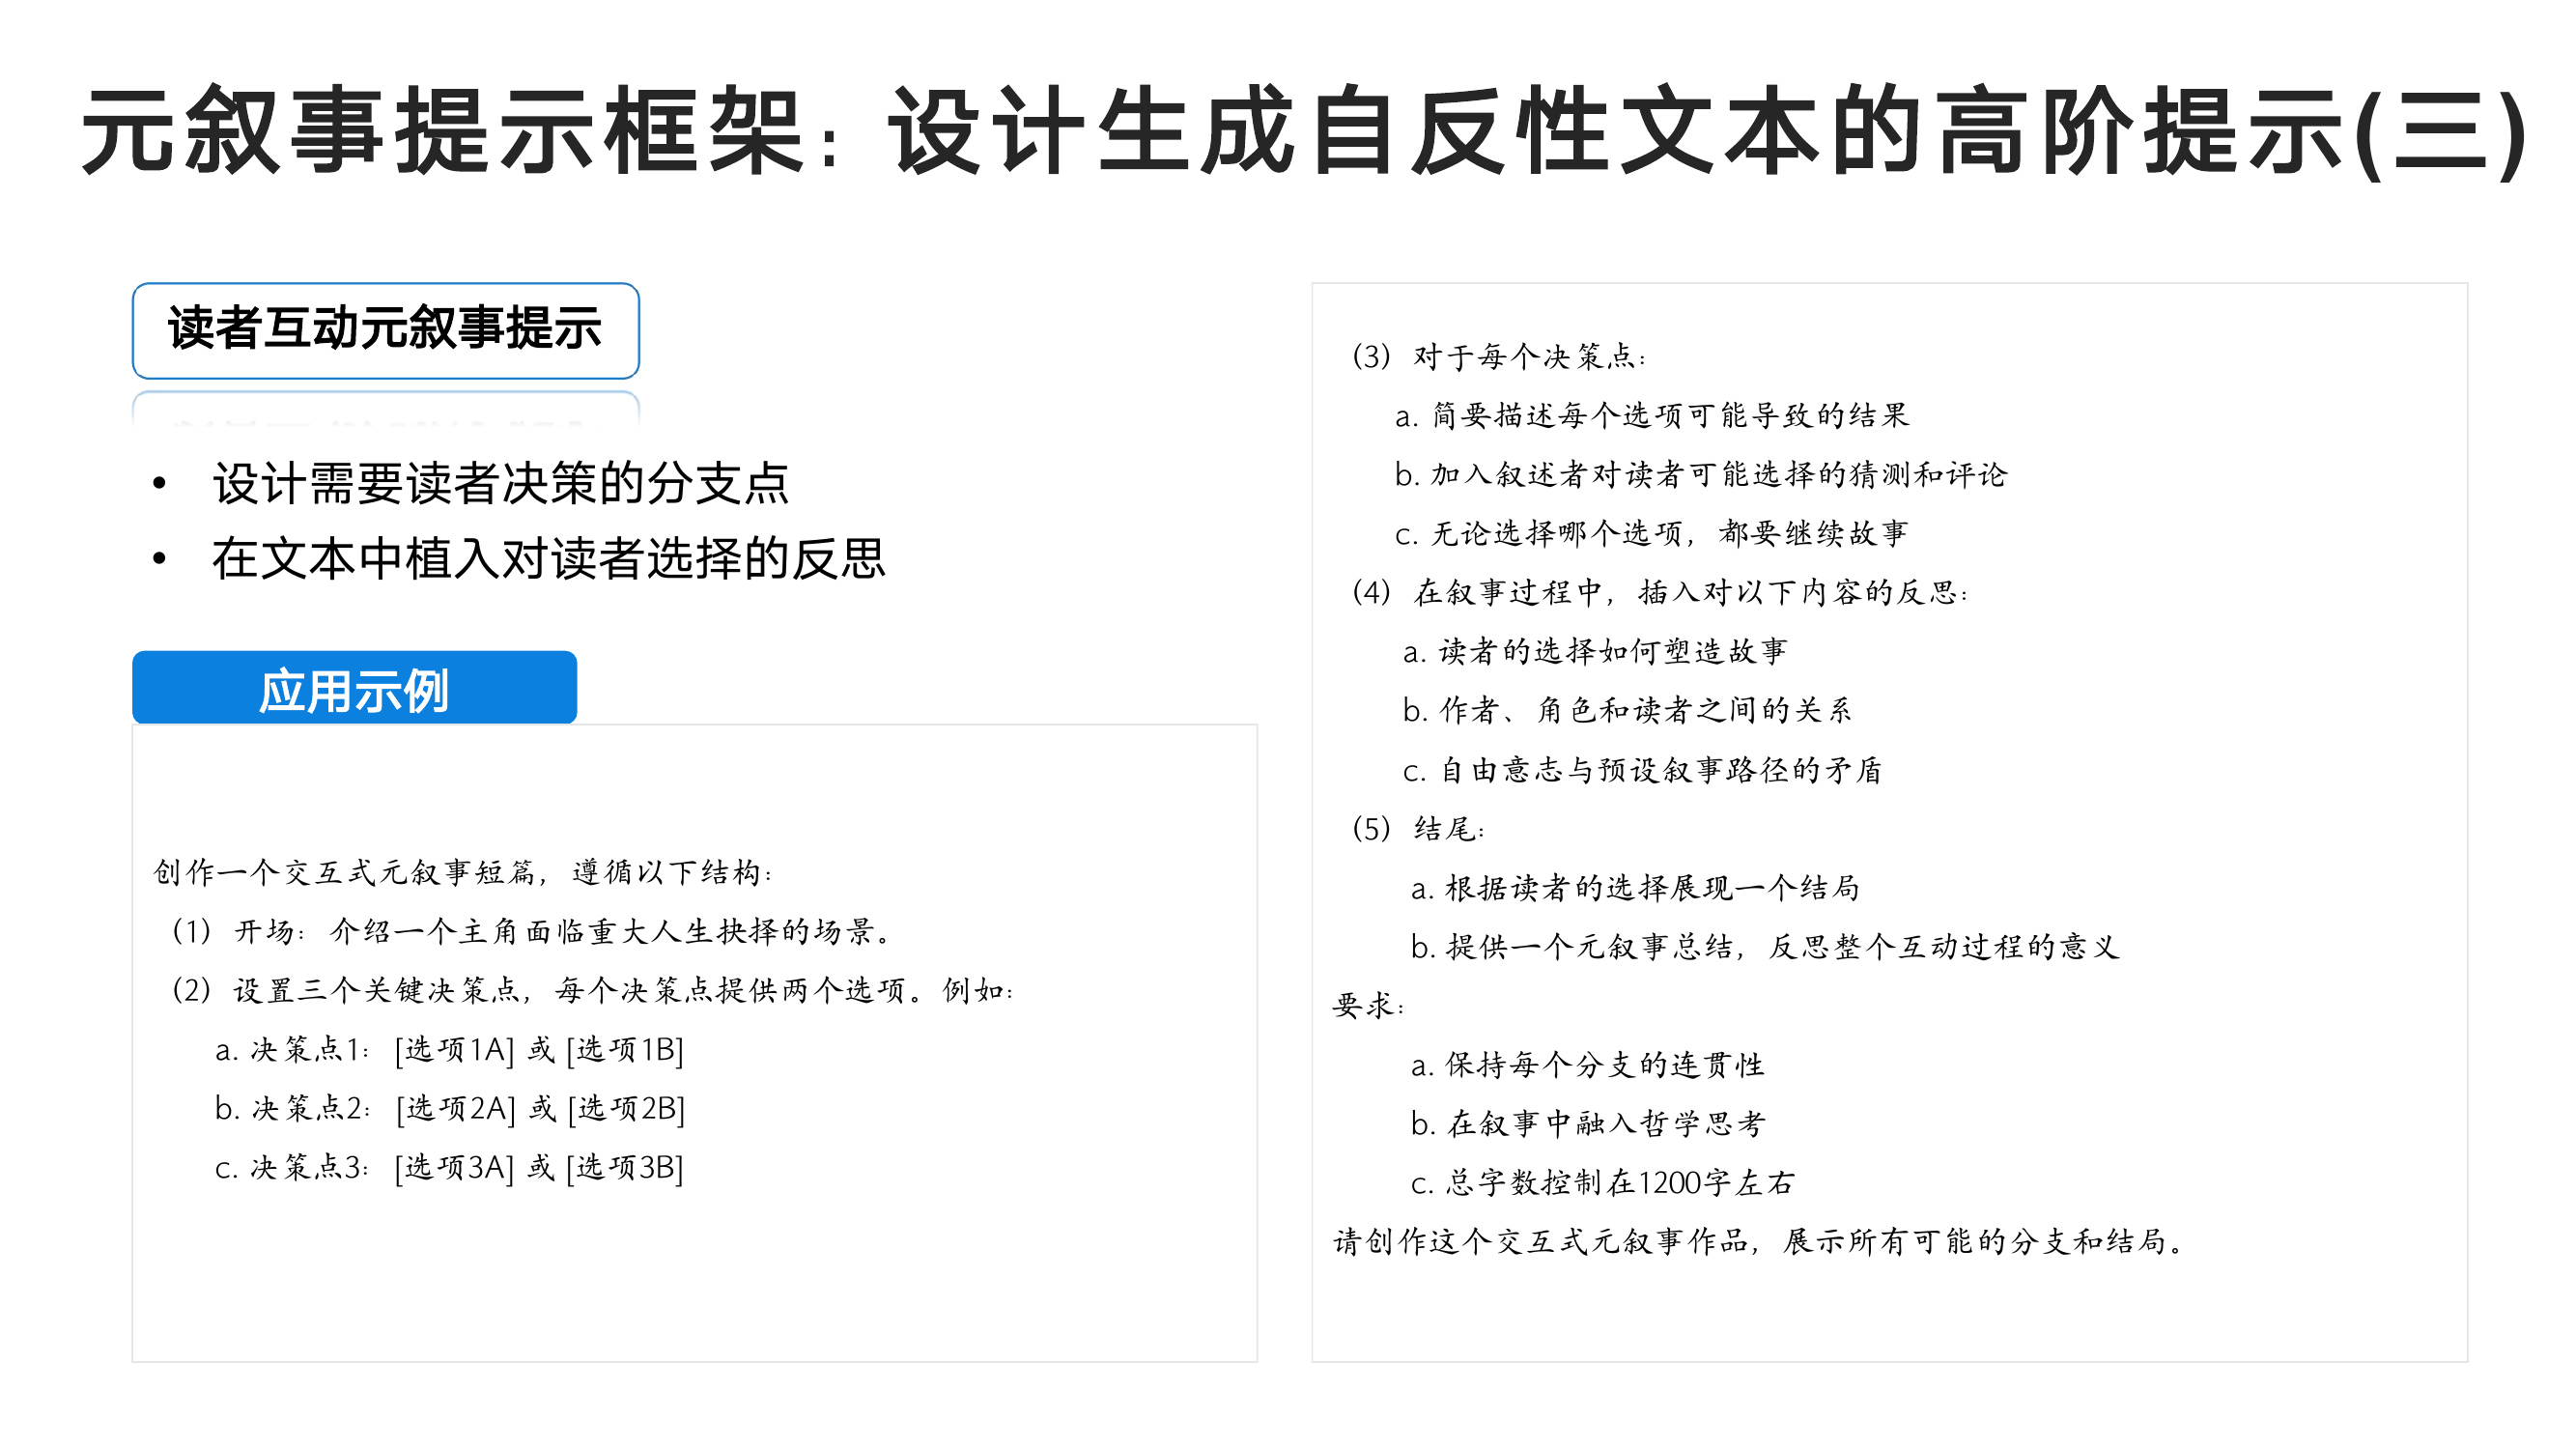 元叙事提示框架：设计生成自反性文本的高阶提示(三)
读者互动元叙事提示
• 设计需要读者决策的分支点
• 在文本中植入对读者选择的反思
应用示例
创作一个交互式元叙事短篇，遵循以下结构：
（1）开场：介绍一个主角面临重大人生抉择的场景。
（2）设置三个关键决策点，每个决策点提供两个选项。例如：
a. 决策点1：[选项1A] 或 [选项1B]
b. 决策点2：[选项2A] 或 [选项2B]
c. 决策点3：[选项3A] 或 [选项3B]
（3）对于每个决策点：
a. 简要描述每个选项可能导致的结果
b. 加入叙述者对读者可能选择的猜测和评论
c. 无论选择哪个选项，都要继续故事
（4）在叙事过程中，插入对以下内容的反思：
a. 读者的选择如何塑造故事
b. 作者、角色和读者之间的关系
c. 自由意志与预设叙事路径的矛盾
（5）结尾：
a. 根据读者的选择展现一个结局
b. 提供一个元叙事总结，反思整个互动过程的意义
要求：
a. 保持每个分支的连贯性
b. 在叙事中融入哲学思考
c. 总字数控制在1200字左右
请创作这个交互式元叙事作品，展示所有可能的分支和结局。